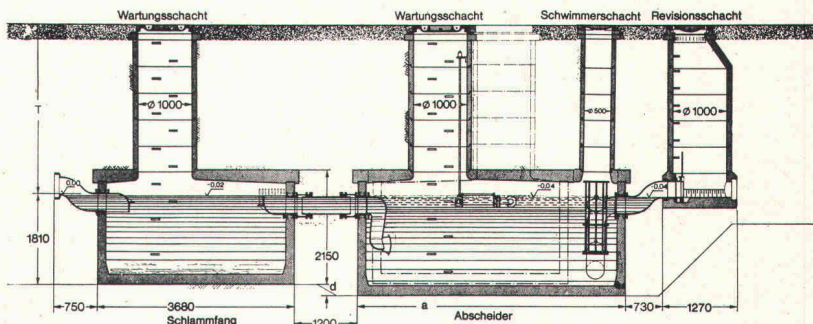 Wartungsschacht Wartungsschacht Schwimmerschacht Revisionsschacht
T
Ø 1000 Ø 1000 Ø 500 Ø 1000
0,00 -0,02 -0,04 -0,04
1810 2150
d
750 3680 a 730 1270
Schlammfang 1200 Abscheider